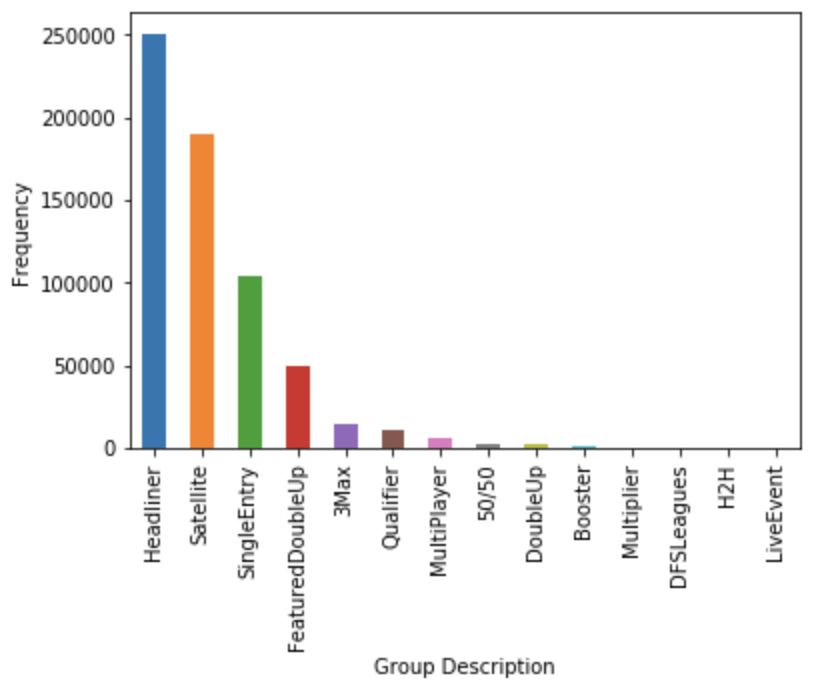 250000
200000
150000
100000
50000
0
Frequency
Headliner
Satellite
SingleEntry
FeaturedDoubleUp
3Max
Qualifier
MultiPlayer
50/50
DoubleUp
Booster
Multiplier
DFSLeagues
H2H
LiveEvent
Group Description